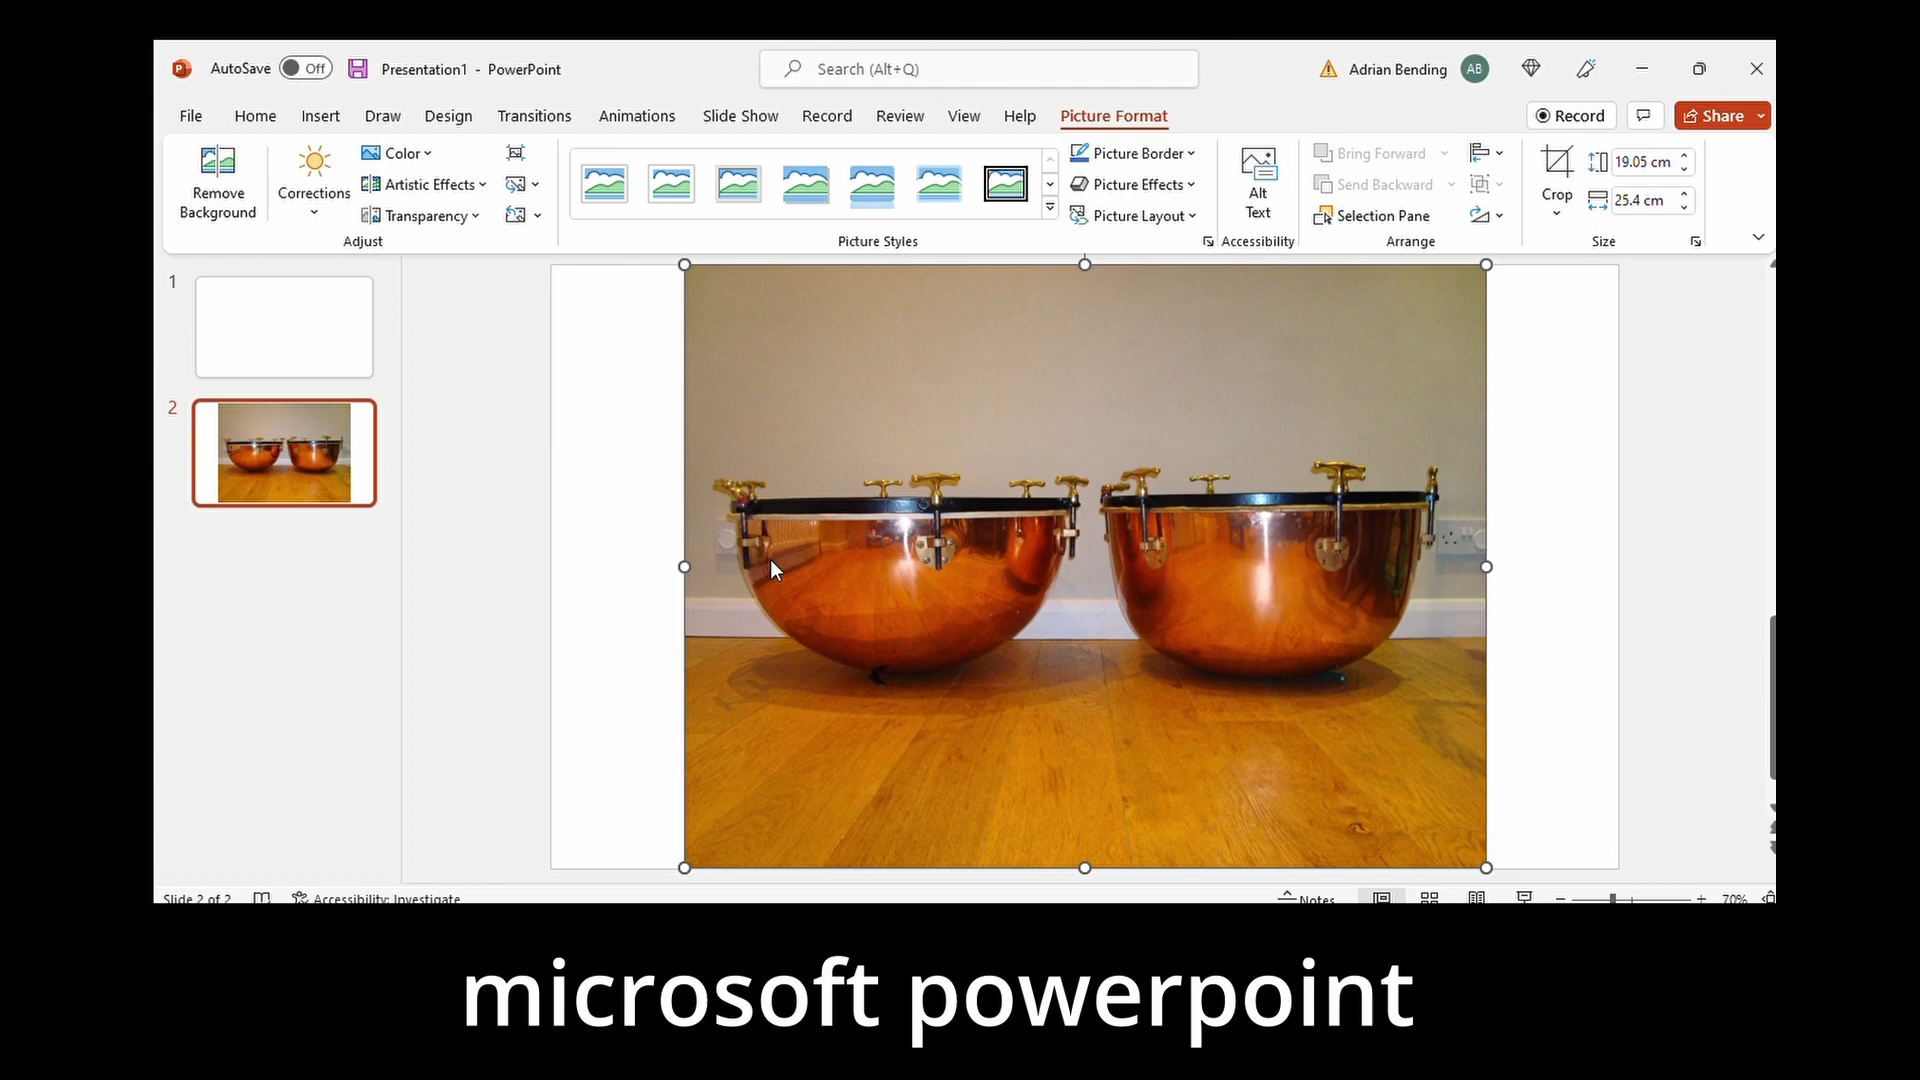 AutoSave Off Presentation1 - PowerPoint Search (Alt+Q) Adrian Bending AB
File Home Insert Draw Design Transitions Animations Slide Show Record Review View Help Picture Format Record Share
Remove Background
Corrections
Color
Artistic Effects
Transparency
Adjust
Picture Styles
Picture Border
Picture Effects
Picture Layout
Alt Text
Accessibility
Bring Forward
Send Backward
Selection Pane
Arrange
Crop
19.05 cm
25.4 cm
Size
1
2
Slide 2 of 2 Accessibility: Investigate Notes 70%
microsoft powerpoint